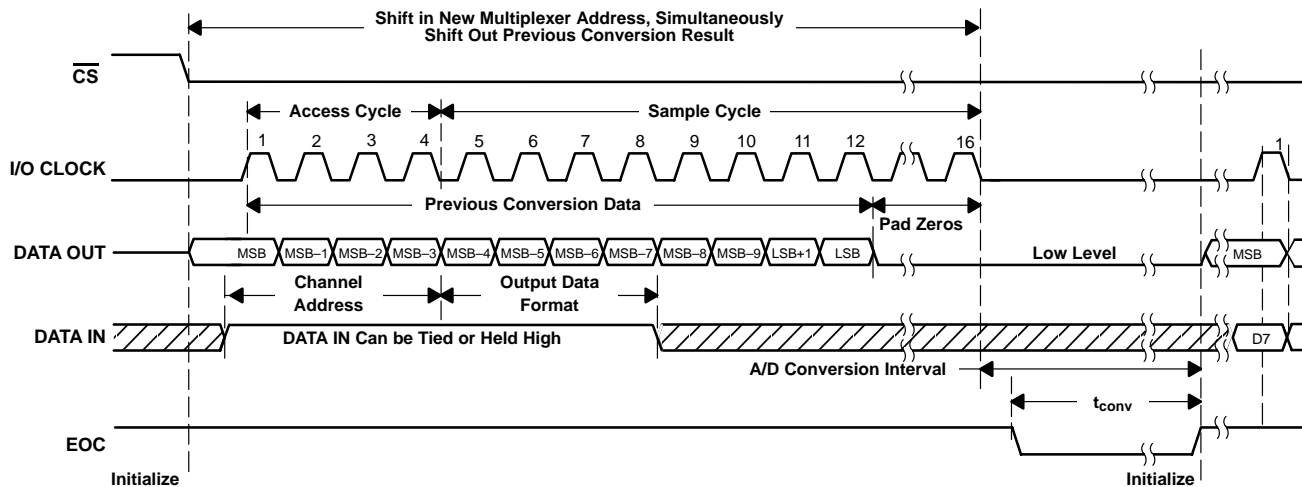 Shift in New Multiplexer Address, Simultaneously
Shift Out Previous Conversion Result
CS
Access Cycle
Sample Cycle
1 2 3 4 5 6 7 8 9 10 11 12 16 1
I/O CLOCK
Previous Conversion Data
Pad Zeros
DATA OUT
MSB MSB–1 MSB–2 MSB–3 MSB–4 MSB–5 MSB–6 MSB–7 MSB–8 MSB–9 LSB+1 LSB
Low Level
MSB
Channel
Address
Output Data
Format
DATA IN
DATA IN Can be Tied or Held High
D7
A/D Conversion Interval
tconv
EOC
Initialize
Initialize